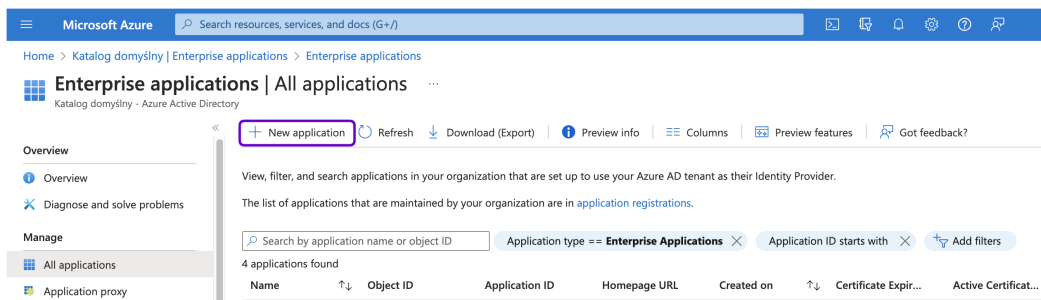 Microsoft Azure
Search resources, services, and docs (G+/)
Home > Katalog domyślny | Enterprise applications > Enterprise applications
Enterprise applications | All applications ...
Katalog domyślny - Azure Active Directory
«
+ New application Refresh Download (Export) Preview info Columns Preview features Got feedback?
Overview
Overview
Diagnose and solve problems
Manage
All applications
Application proxy
View, filter, and search applications in your organization that are set up to use your Azure AD tenant as their Identity Provider.
The list of applications that are maintained by your organization are in application registrations.
Search by application name or object ID
Application type == Enterprise Applications
Application ID starts with
Add filters
4 applications found
Name ↑↓ Object ID Application ID Homepage URL Created on ↑↓ Certificate Expir... Active Certificat...